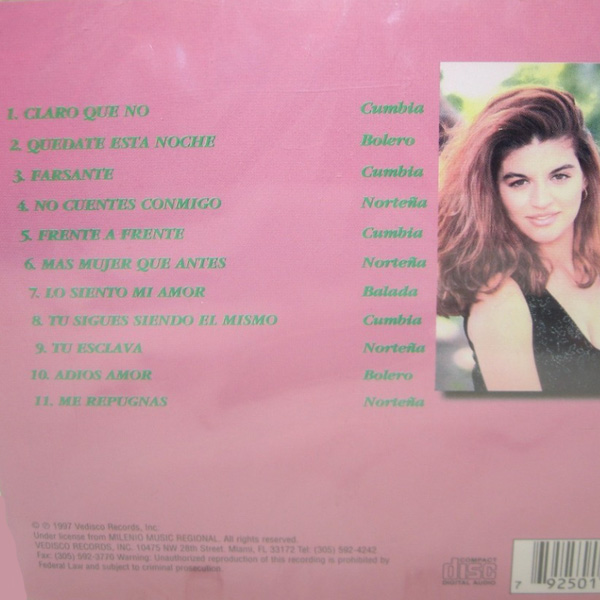 1. CLARO QUE NO Cumbia
2. QUEDATE ESTA NOCHE Bolero
3. FARSANTE Cumbia
4. NO CUENTES CONMIGO Norteña
5. FRENTE A FRENTE Cumbia
6. MAS MUJER QUE ANTES Norteña
7. LO SIENTO MI AMOR Balada
8. TU SIGUES SIENDO EL MISMO Cumbia
9. TU ESCLAVA Norteña
10. ADIOS AMOR Bolero
11. ME REPUGNAS Norteña
© ℗ 1997 Vedisco Records, Inc.
Under license from MILENIO MUSIC REGIONAL. All rights reserved.
VEDISCO RECORDS, INC. 10475 NW 28th Street. Miami, FL 33172 Tel: (305) 592-4242
Fax: (305) 592-3776 Warning: Unauthorized reproduction of this recording is prohibited by
Federal Law and subject to criminal prosecution.
COMPACT
disc
DIGITAL AUDIO
7 92501